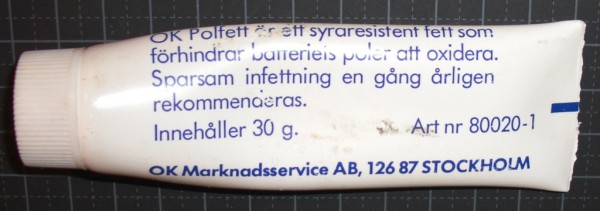 OK Polfett är ett syraresistent fett som
förhindrar batteriets poler att oxidera.
Sparsam infettning en gång årligen
rekommenderas.
Innehåller 30 g. Art nr 80020-1
OK Marknadsservice AB, 126 87 STOCKHOLM